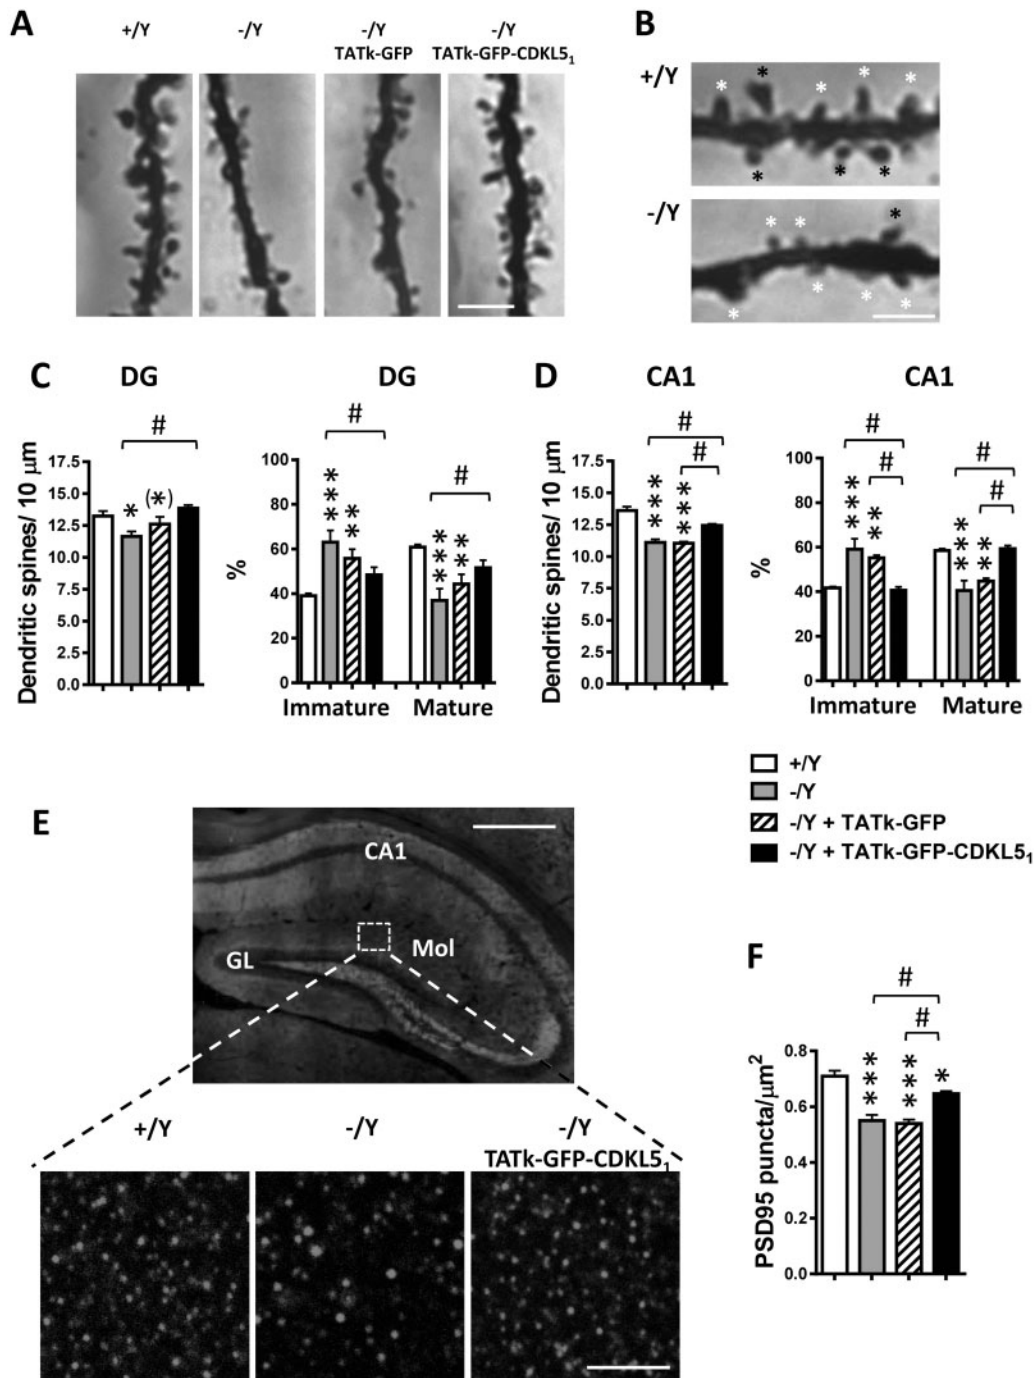 A
+/Y
-/Y
-/Y
TATk-GFP
-/Y
TATk-GFP-CDKL5₁
B
+/Y
* * * * *
* * *
-/Y
* * *
* * * *
C
DG
DG
#
#
#
Dendritic spines/ 10 μm
17.5
15.0
12.5
10.0
7.5
5.0
2.5
0.0
*
(*)
%
100
80
60
40
20
0
***
**
***
**
Immature
Mature
D
CA1
CA1
#
#
#
#
#
#
Dendritic spines/ 10 μm
17.5
15.0
12.5
10.0
7.5
5.0
2.5
0.0
***
***
%
100
80
60
40
20
0
***
**
***
**
Immature
Mature
+/Y
-/Y
-/Y + TATk-GFP
-/Y + TATk-GFP-CDKL5₁
E
CA1
GL
Mol
+/Y
-/Y
-/Y
TATk-GFP-CDKL5₁
F
#
#
PSD95 puncta/μm²
0.8
0.6
0.4
0.2
0.0
***
***
*